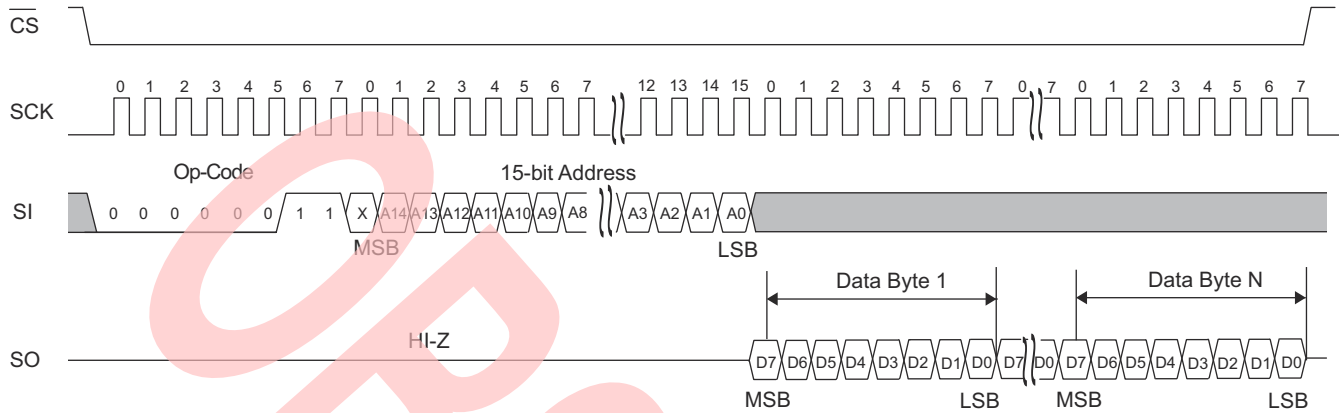 CS
0 1 2 3 4 5 6 7 0 1 2 3 4 5 6 7 12 13 14 15 0 1 2 3 4 5 6 7 0 7 0 1 2 3 4 5 6 7
SCK
Op-Code 15-bit Address
SI 0 0 0 0 0 0 1 1 X A14 A13 A12 A11 A10 A9 A8 A3 A2 A1 A0
MSB LSB
Data Byte 1 Data Byte N
HI-Z
SO D7 D6 D5 D4 D3 D2 D1 D0 D7 D0 D7 D6 D5 D4 D3 D2 D1 D0
MSB LSB MSB LSB